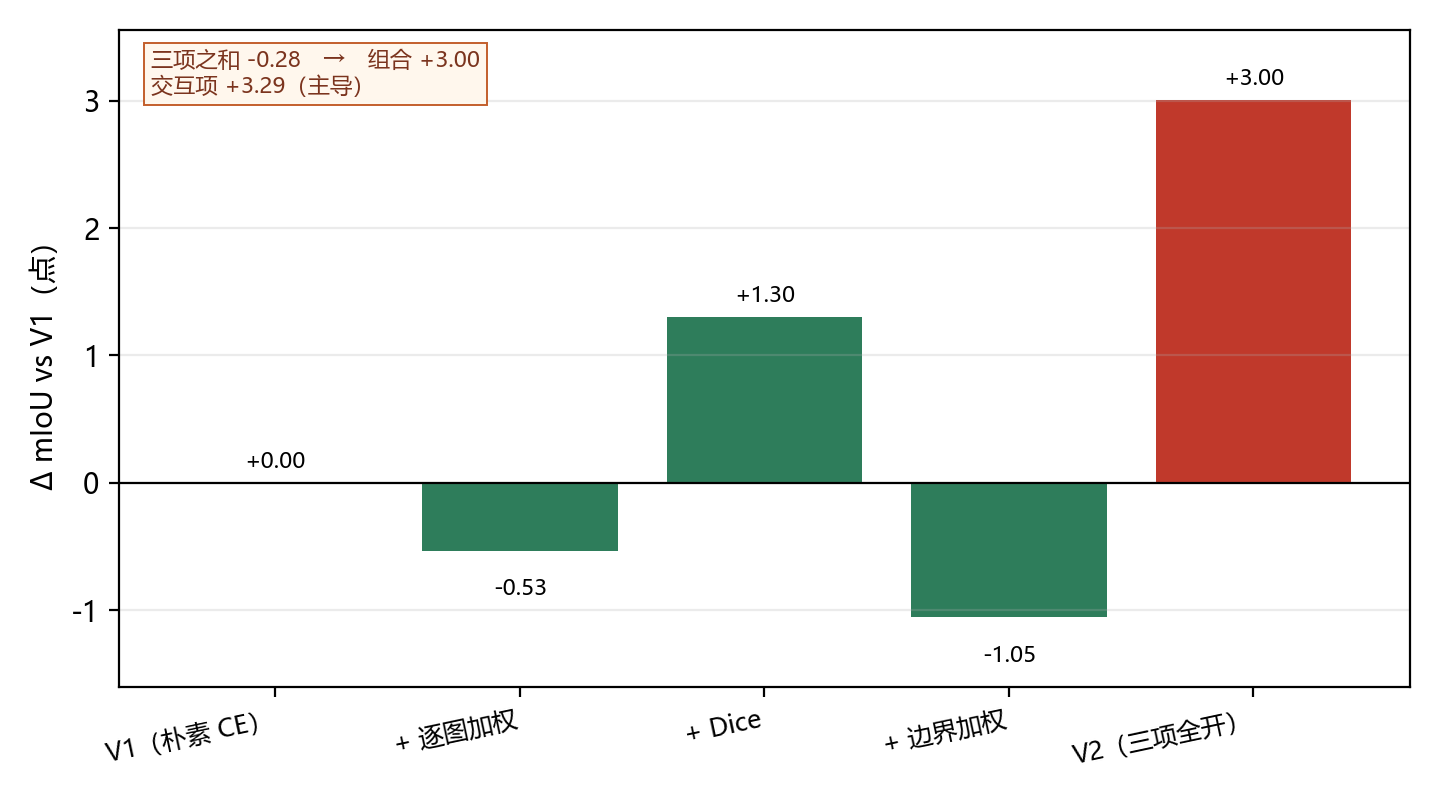 三项之和 -0.28 → 组合 +3.00
交互项 +3.29（主导）
Δ mIoU vs V1（点）
3
2
1
0
-1
+0.00
-0.53
+1.30
-1.05
+3.00
V1（朴素 CE）
+ 逐图加权
+ Dice
+ 边界加权
V2（三项全开）